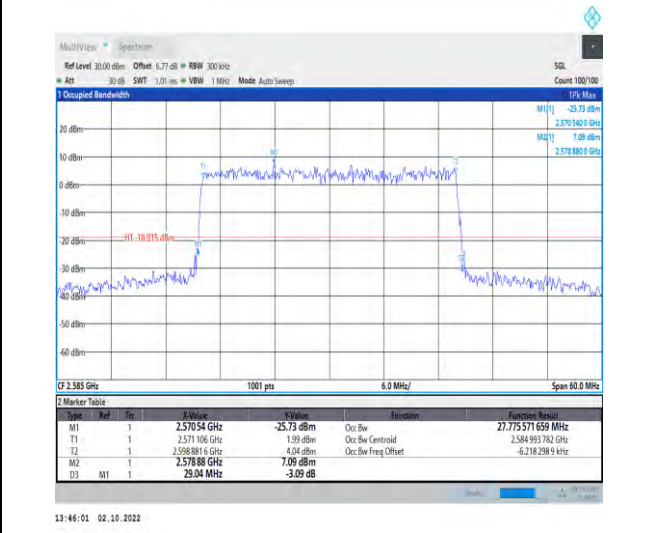 MultiView Spectrum
Ref Level 30.00 dBm Offset 6.77 dB RBW 300 kHz SGL
Att 30 dB SWT 1.01 ms VBW 1 MHz Mode Auto Sweep Count 100/100
1 Occupied Bandwidth 1Pk Max
M1[1] -25.73 dBm
2.570 540 0 GHz
M2[1] 7.09 dBm
2.578 880 0 GHz
20 dBm
M2
10 dBm
T1 T2
0 dBm
-10 dBm
H1 -18.915 dBm
-20 dBm
M1
D3
-30 dBm
-40 dBm
-50 dBm
-60 dBm
CF 2.585 GHz 1001 pts 6.0 MHz/ Span 60.0 MHz
2 Marker Table
Type Ref Trc X-Value Y-Value Function Function Result
M1 1 2.570 54 GHz -25.73 dBm Occ Bw 27.775 571 659 MHz
T1 1 2.571 106 GHz 1.99 dBm Occ Bw Centroid 2.584 993 782 GHz
T2 1 2.598 881 6 GHz 4.04 dBm Occ Bw Freq Offset -6.218 298 9 kHz
M2 1 2.578 88 GHz 7.09 dBm
D3 M1 1 29.04 MHz -3.09 dB
13:46:01 02.10.2022